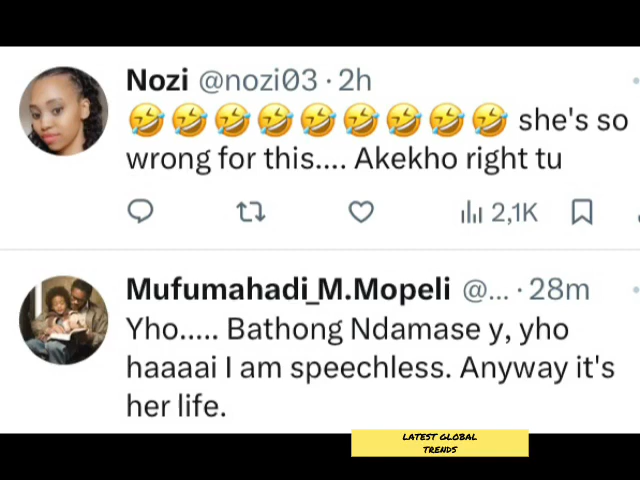 Nozi @nozi03 · 2h
🤣🤣🤣🤣🤣🤣🤣🤣🤣 she's so
wrong for this.... Akekho right tu
2,1K
Mufumahadi_M.Mopeli @... · 28m
Yho..... Bathong Ndamase y, yho
haaaai I am speechless. Anyway it's
her life.
LATEST GLOBAL
TRENDS